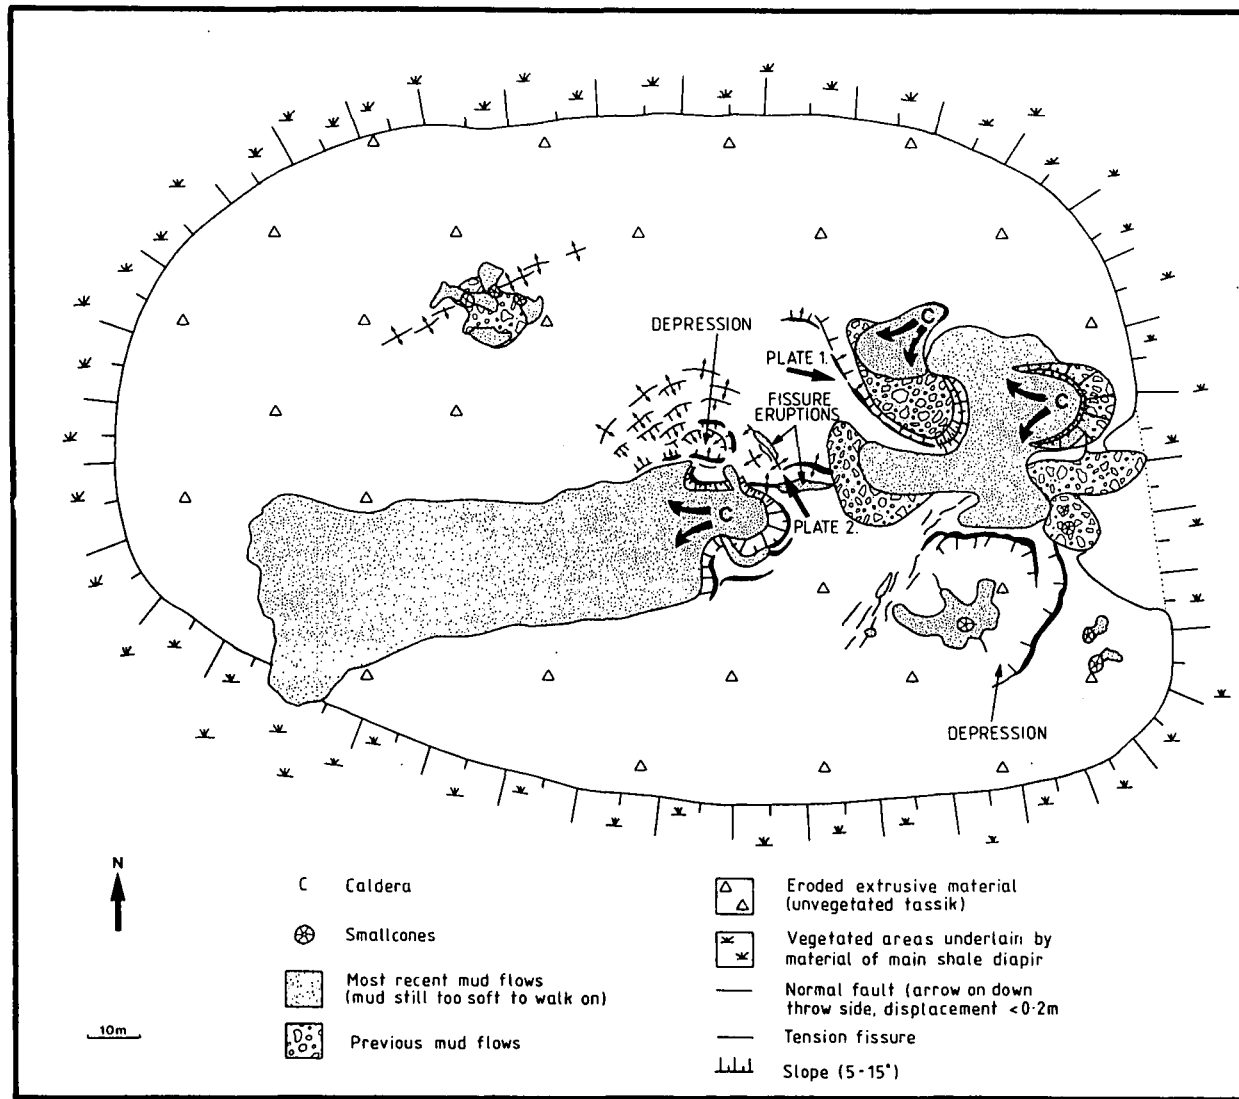 DEPRESSION
C
PLATE 1.
FISSURE
ERUPTIONS
C
C
PLATE 2.
DEPRESSION
N
10m
C Caldera
Smallcones
Most recent mud flows
(mud still too soft to walk on)
Previous mud flows
Eroded extrusive material
(unvegetated tassik)
Vegetated areas underlain by
material of main shale diapir
Normal fault (arrow on down
throw side, displacement <0·2m
Tension fissure
Slope (5-15°)